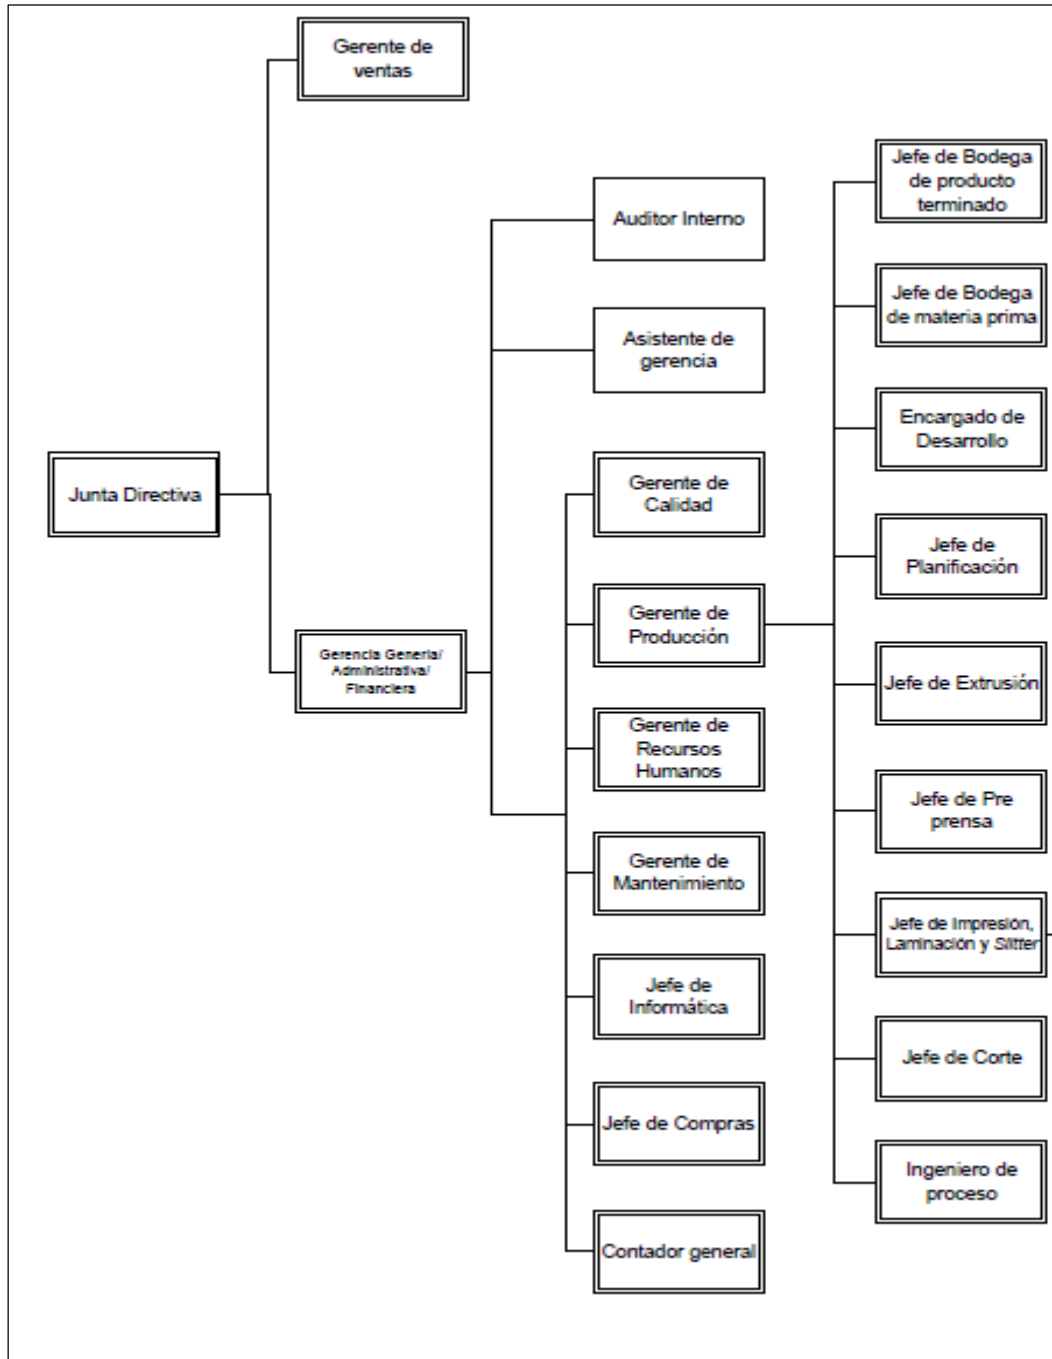 Gerente de
ventas
Jefe de Bodega
de producto
terminado
Auditor Interno
Jefe de Bodega
de materia prima
Asistente de
gerencia
Encargado de
Desarrollo
Junta Directiva
Gerente de
Calidad
Jefe de
Planificación
Gerente de
Producción
Gerencia Generla/
Administrativa/
Financiera
Jefe de Extrusión
Gerente de
Recursos
Humanos
Jefe de Pre
prensa
Gerente de
Mantenimiento
Jefe de Impresión,
Laminación y Slitter
Jefe de
Informática
Jefe de Corte
Jefe de Compras
Ingeniero de
proceso
Contador general